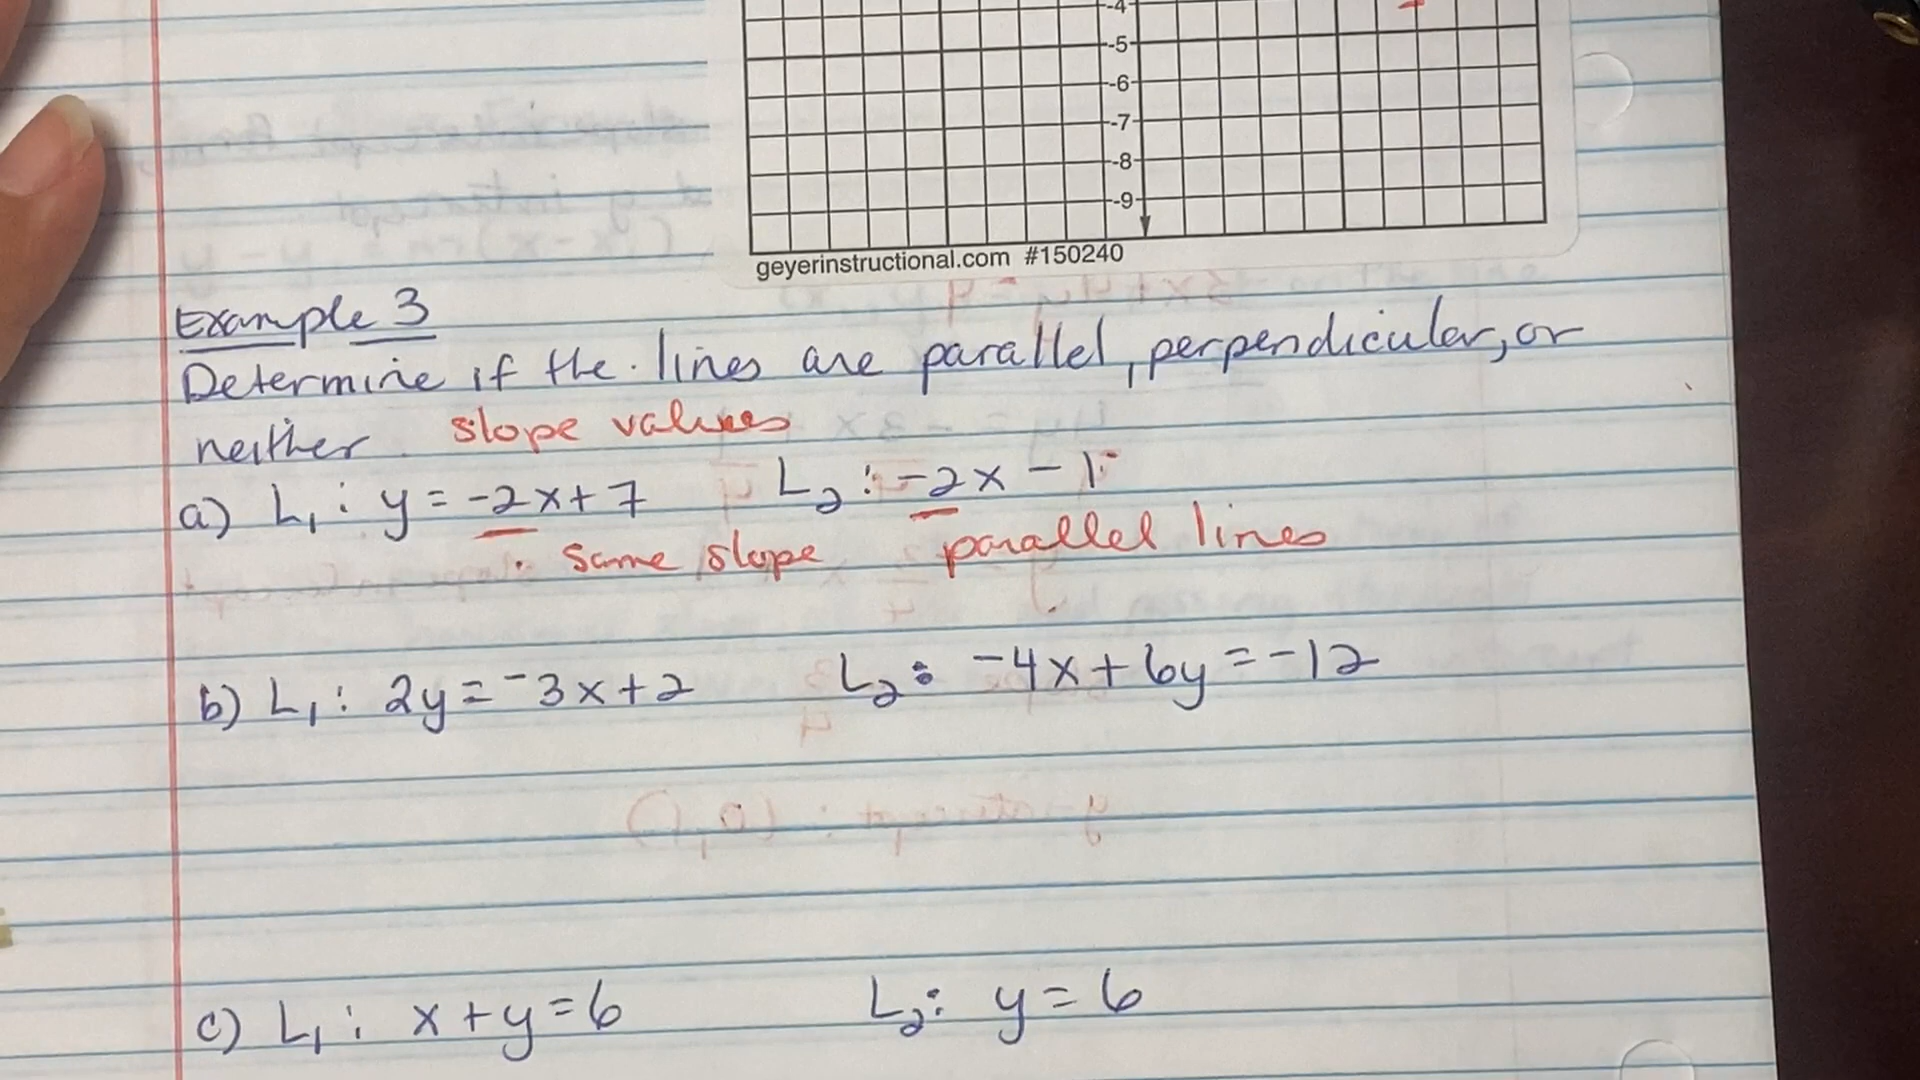 -4
-5
-6
-7
-8
-9
geyerinstructional.com #150240
Example 3
Determine if the lines are parallel, perpendicular, or
neither slope values
a) L₁: y = -2x+7 L₂: -2x - 1
same slope parallel lines
b) L₁: 2y = -3x+2 L₂: -4x+6y = -12
c) L₁: x+y=6 L₂: y = 6